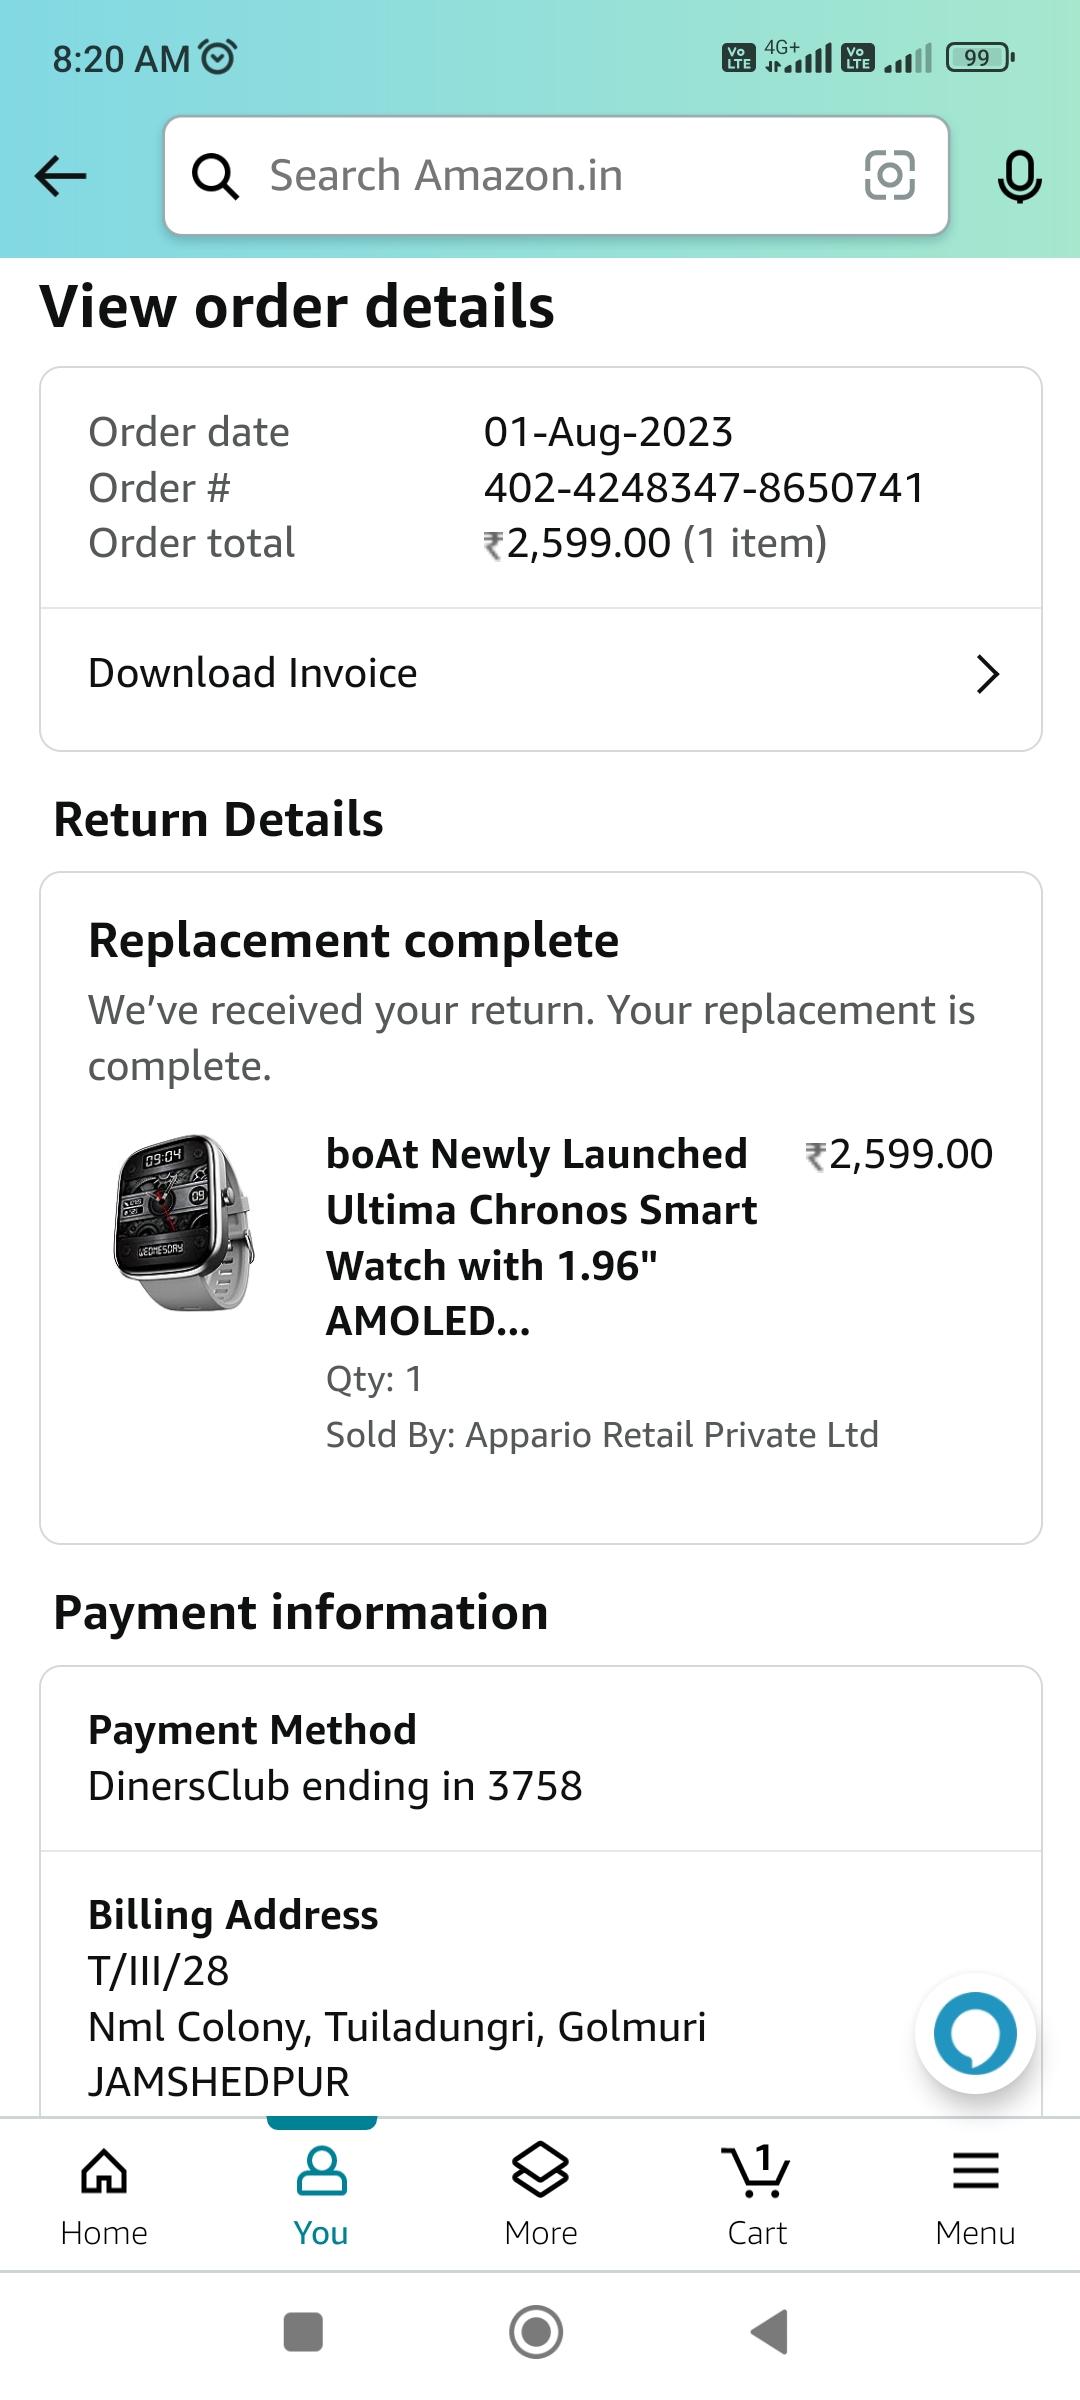 8:20 AM
Vo LTE 4G+ Vo LTE 99
Search Amazon.in
View order details
Order date 01-Aug-2023
Order # 402-4248347-8650741
Order total ₹2,599.00 (1 item)
Download Invoice
Return Details
Replacement complete
We've received your return. Your replacement is
complete.
09:04
09
WEDNESDAY
boAt Newly Launched ₹2,599.00
Ultima Chronos Smart
Watch with 1.96"
AMOLED...
Qty: 1
Sold By: Appario Retail Private Ltd
Payment information
Payment Method
DinersClub ending in 3758
Billing Address
T/III/28
Nml Colony, Tuiladungri, Golmuri
JAMSHEDPUR
1
Home You More Cart Menu